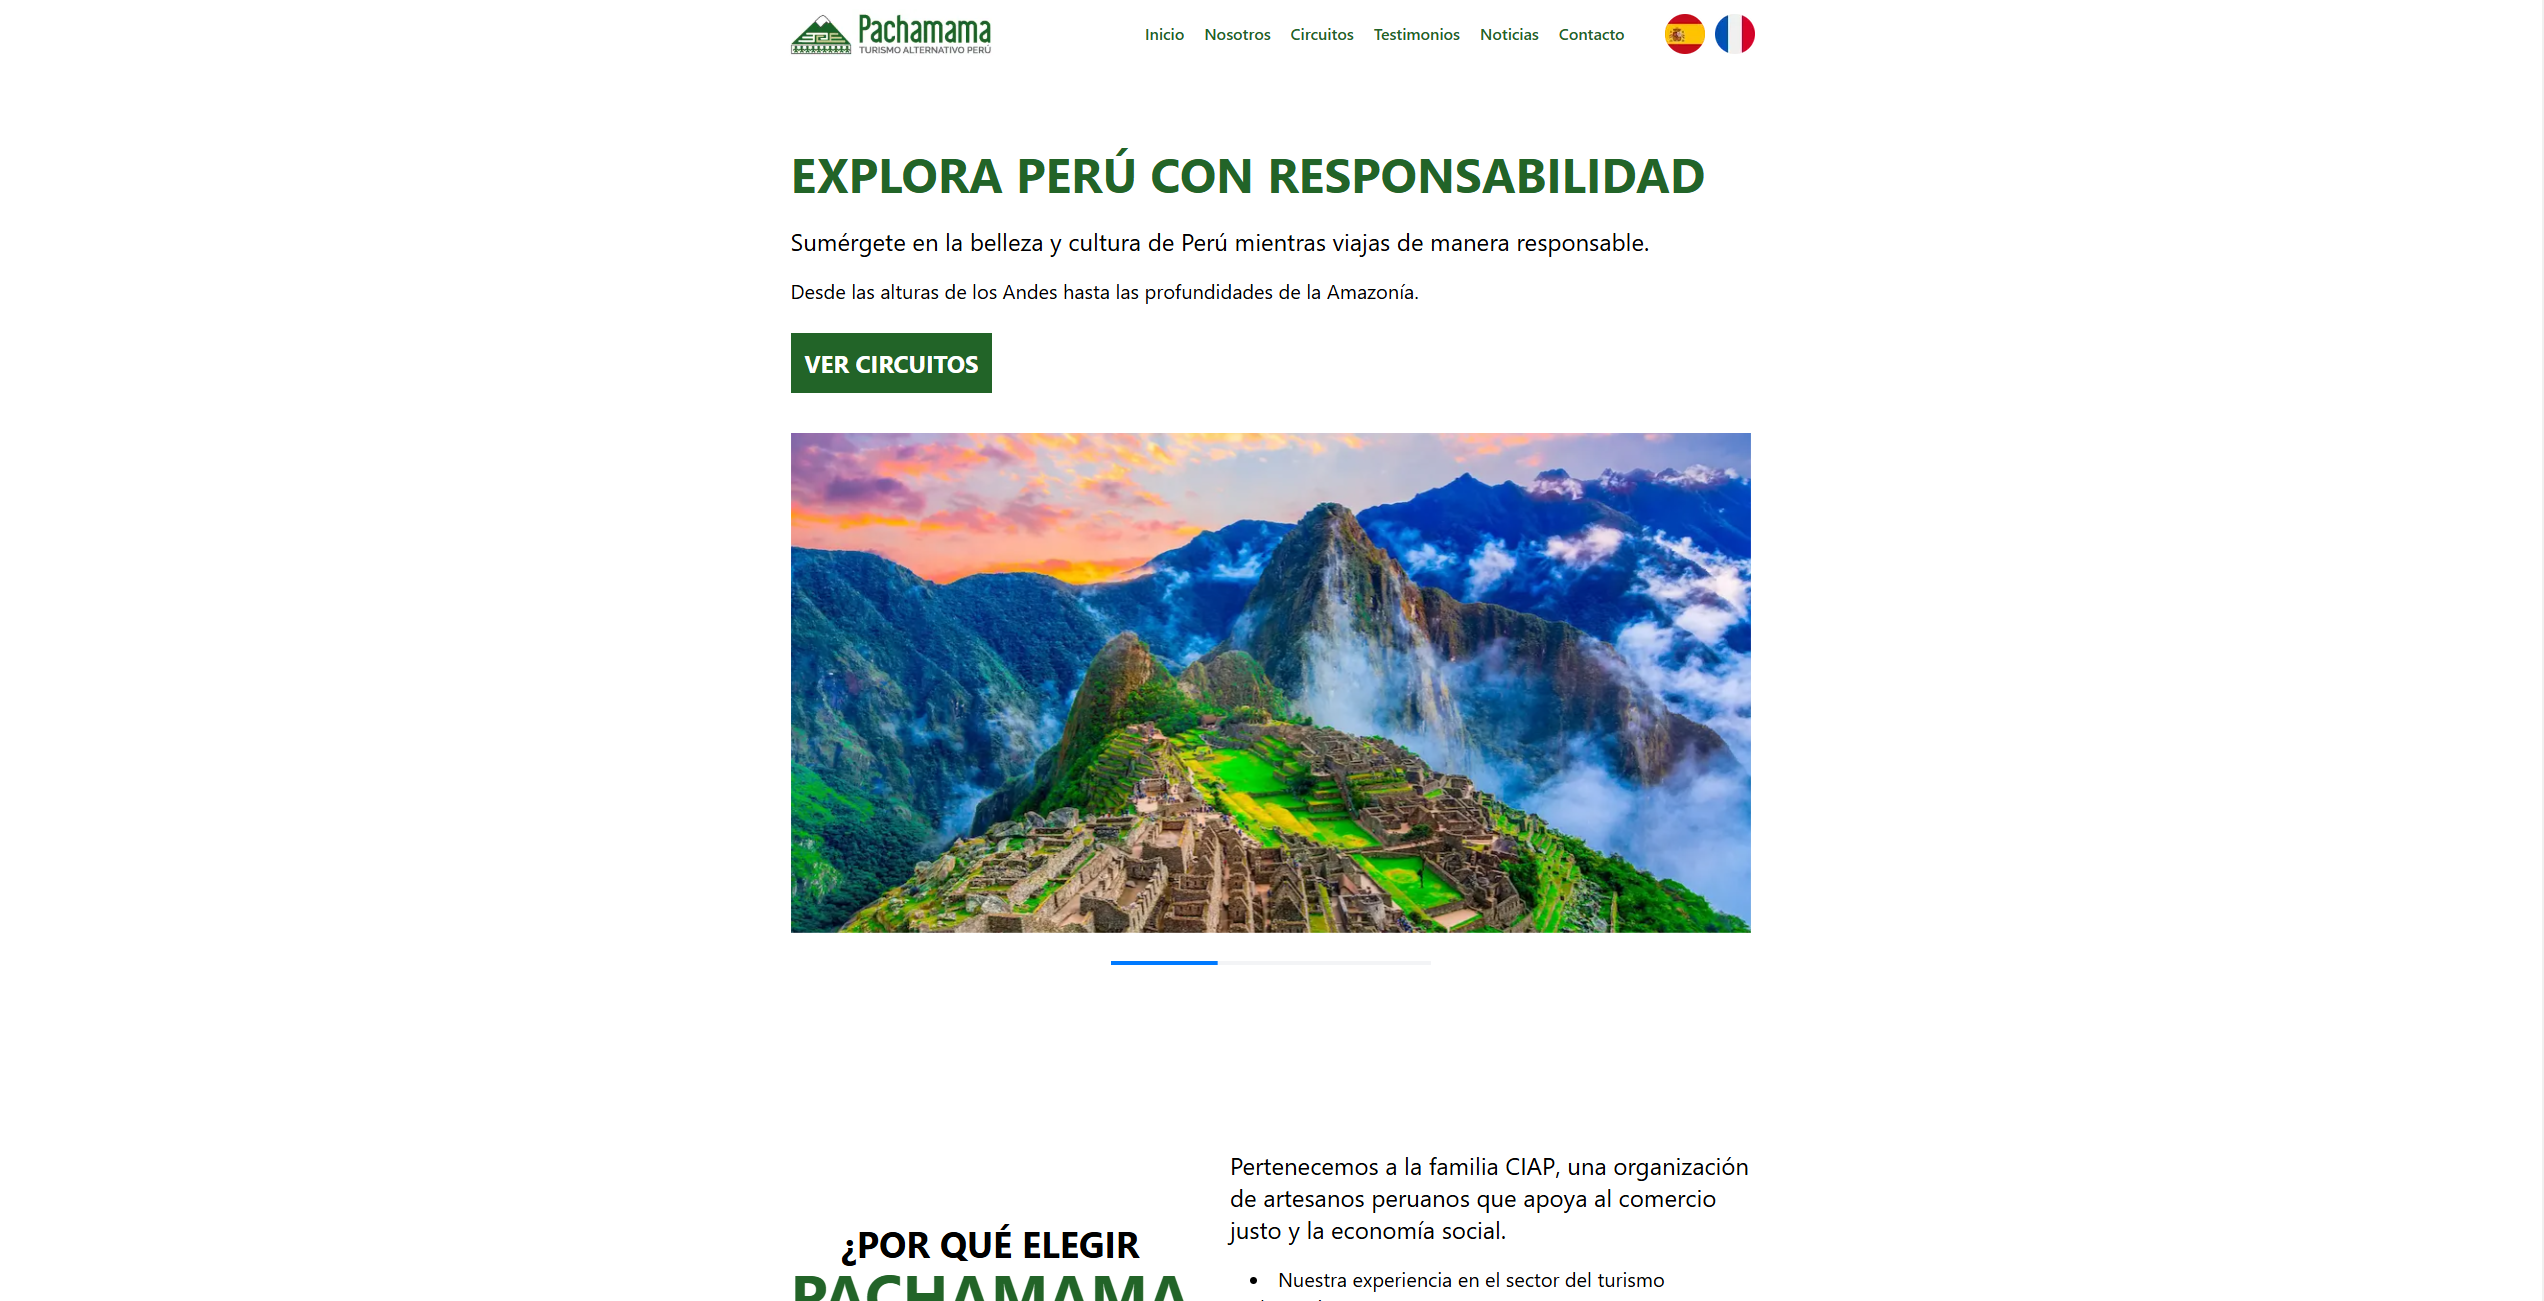 Pachamama
TURISMO ALTERNATIVO PERÚ
Inicio Nosotros Circuitos Testimonios Noticias Contacto
EXPLORA PERÚ CON RESPONSABILIDAD
Sumérgete en la belleza y cultura de Perú mientras viajas de manera responsable.
Desde las alturas de los Andes hasta las profundidades de la Amazonía.
VER CIRCUITOS
¿POR QUÉ ELEGIR
PACHAMAMA
Pertenecemos a la familia CIAP, una organización
de artesanos peruanos que apoya al comercio
justo y la economía social.
• Nuestra experiencia en el sector del turismo